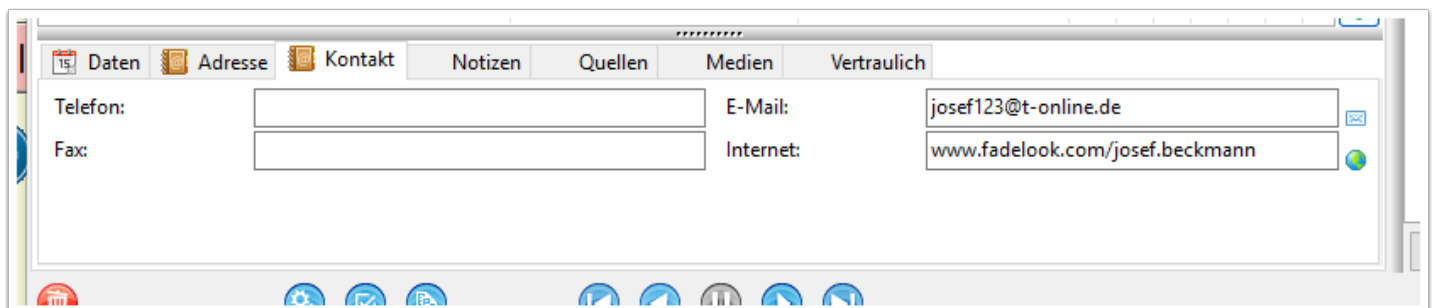 15 Daten Adresse Kontakt Notizen Quellen Medien Vertraulich
Telefon: E-Mail: josef123@t-online.de
Fax: Internet: www.fadelook.com/josef.beckmann